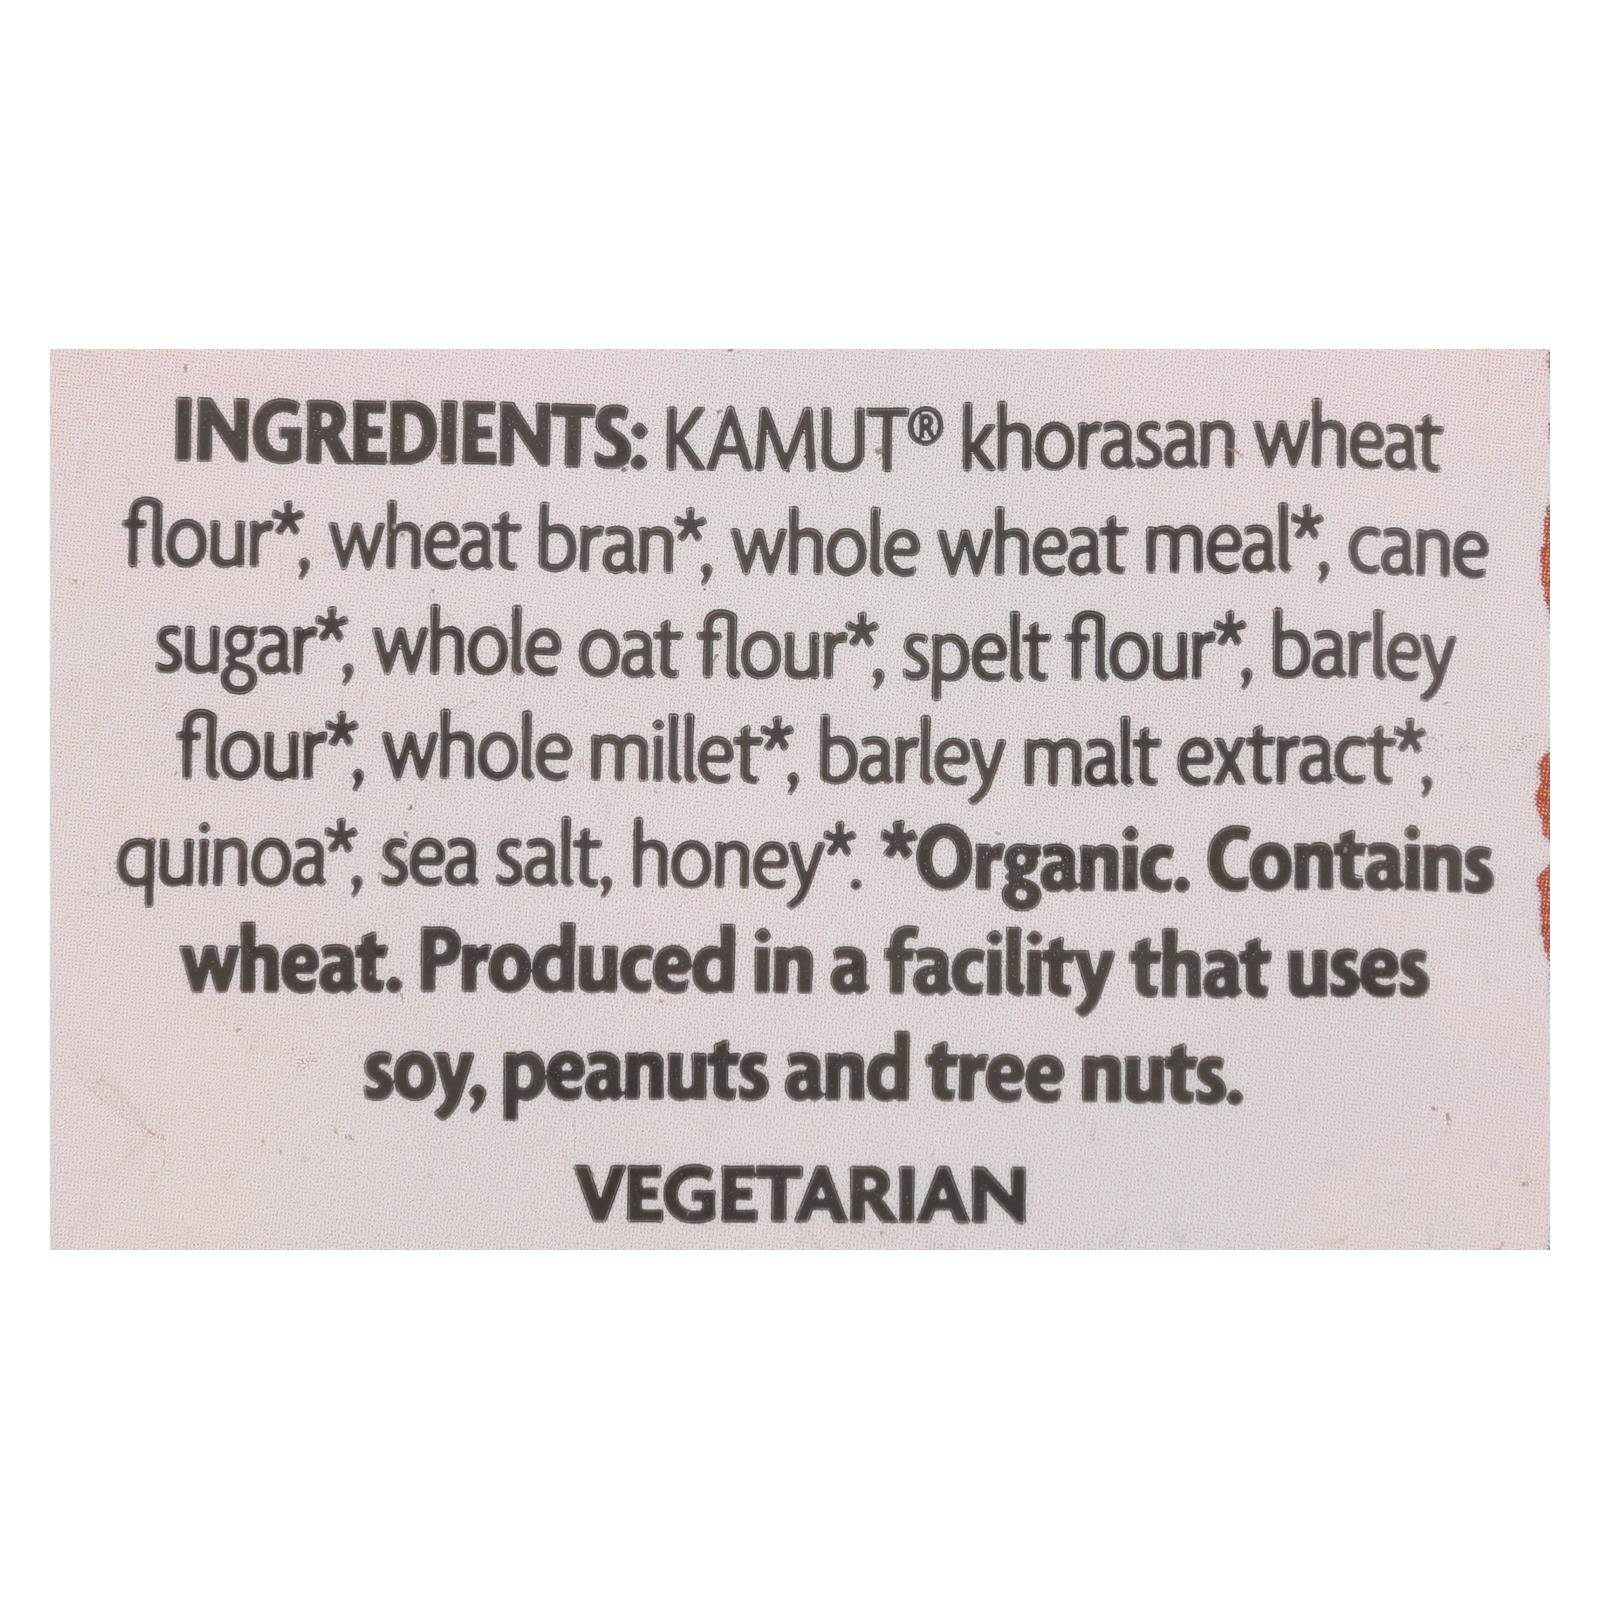 INGREDIENTS: KAMUT® khorasan wheat
flour*, wheat bran*, whole wheat meal*, cane
sugar*, whole oat flour*, spelt flour*, barley
flour*, whole millet*, barley malt extract*,
quinoa*, sea salt, honey*. *Organic. Contains
wheat. Produced in a facility that uses
soy, peanuts and tree nuts.
VEGETARIAN